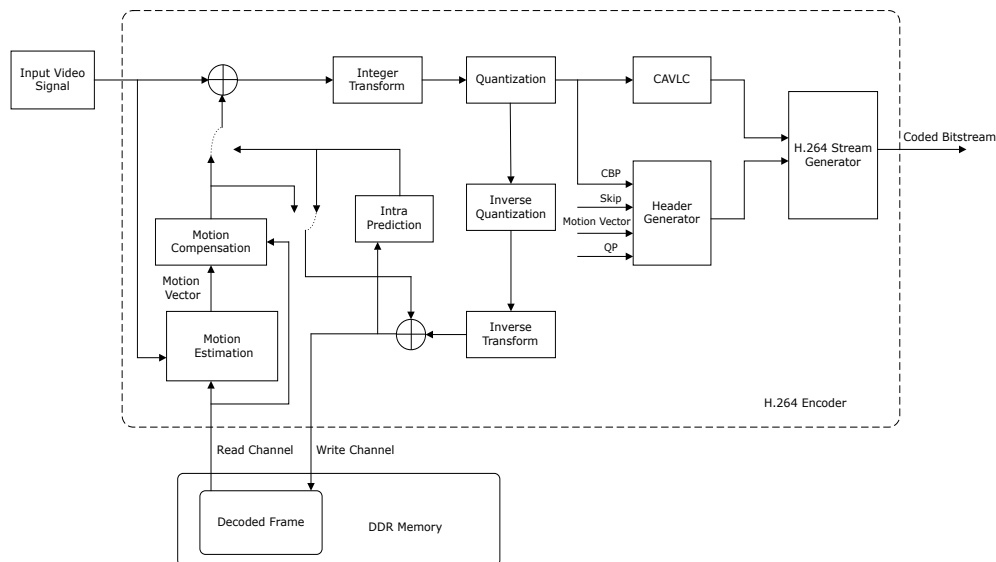 Input Video
Signal
Integer
Transform
Quantization
CAVLC
H.264 Stream
Generator
Coded Bitstream
CBP
Skip
Motion Vector
QP
Header
Generator
Inverse
Quantization
Intra
Prediction
Motion
Compensation
Motion
Vector
Motion
Estimation
Inverse
Transform
H.264 Encoder
Read Channel
Write Channel
Decoded Frame
DDR Memory